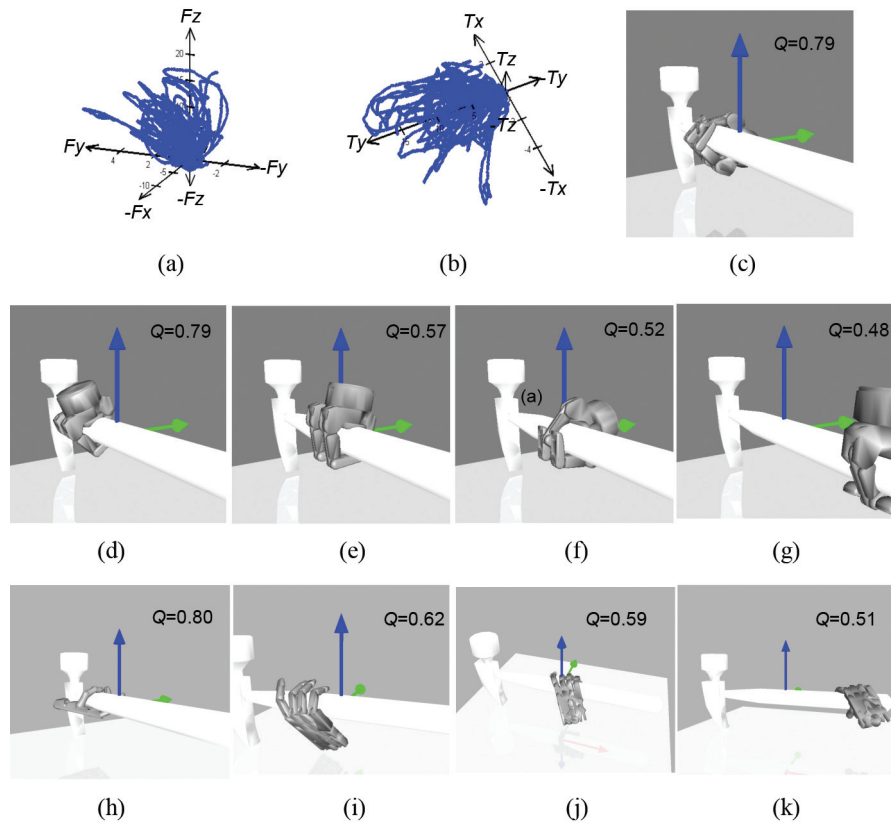 Fz
20
Fy
4
2
-5
-10
-2
-Fy
-Fx
-Fz
Tx
Tz
Ty
Ty
-Tz
-2
-4
-Tx
Q=0.79
(a)
(b)
(c)
Q=0.79
Q=0.57
Q=0.52
(a)
Q=0.48
(d)
(e)
(f)
(g)
Q=0.80
Q=0.62
Q=0.59
Q=0.51
(h)
(i)
(j)
(k)